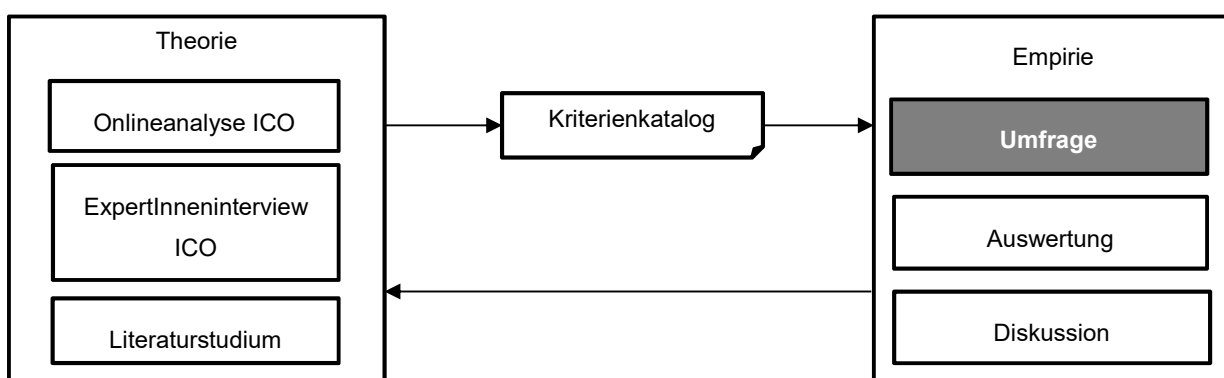 Theorie
Onlineanalyse ICO
ExpertInneninterview
ICO
Literaturstudium
Kriterienkatalog
Empirie
Umfrage
Auswertung
Diskussion